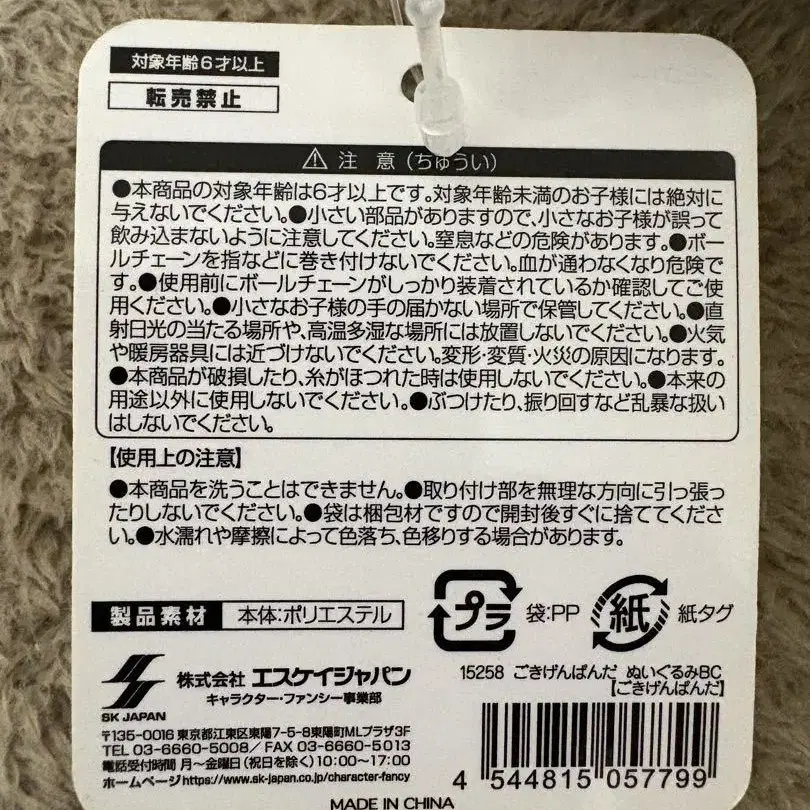 対象年齢6才以上
転売禁止
⚠ 注 意 (ちゅうい)
●本商品の対象年齢は6才以上です。対象年齢未満のお子様には絶対に
与えないでください。●小さい部品がありますので、小さなお子様が誤って
飲み込まないように注意してください。窒息などの危険があります。●ボー
ルチェーンを指などに巻き付けないでください。血が通わなくなり危険で
す。●使用前にボールチェーンがしっかり装着されているか確認してご使
用ください。●小さなお子様の手の届かない場所で保管してください。●直
射日光の当たる場所や、高温多湿な場所には放置しないでください。●火気
や暖房器具には近づけないでください。変形・変質・火災の原因になります。
●本商品が破損したり、糸がほつれた時は使用しないでください。●本来の
用途以外に使用しないでください。●ぶつけたり、振り回すなど乱暴な扱い
はしないでください。
【使用上の注意】
●本商品を洗うことはできません。●取り付け部を無理な方向に引っ張っ
たりしないでください。●袋は梱包材ですので開封後すぐに捨ててくださ
い。●水濡れや摩擦によって色落ち、色移りする場合があります。
製品素材 本体:ポリエステル
プラ 袋:PP 紙 紙タグ
SK JAPAN
株式会社 エスケイジャパン
キャラクター・ファンシー事業部
〒135-0016 東京都江東区東陽7-5-8東陽町MLプラザ3F
TEL 03-6660-5008/FAX 03-6660-5013
電話受付時間 月~金曜日(祝日を除く)10:00~17:00
ホームページhttps://www.sk-japan.co.jp/character-fancy
15258 ごきげんぱんだ ぬいぐるみBC
【ごきげんぱんだ】
4 544815 057799
MADE IN CHINA